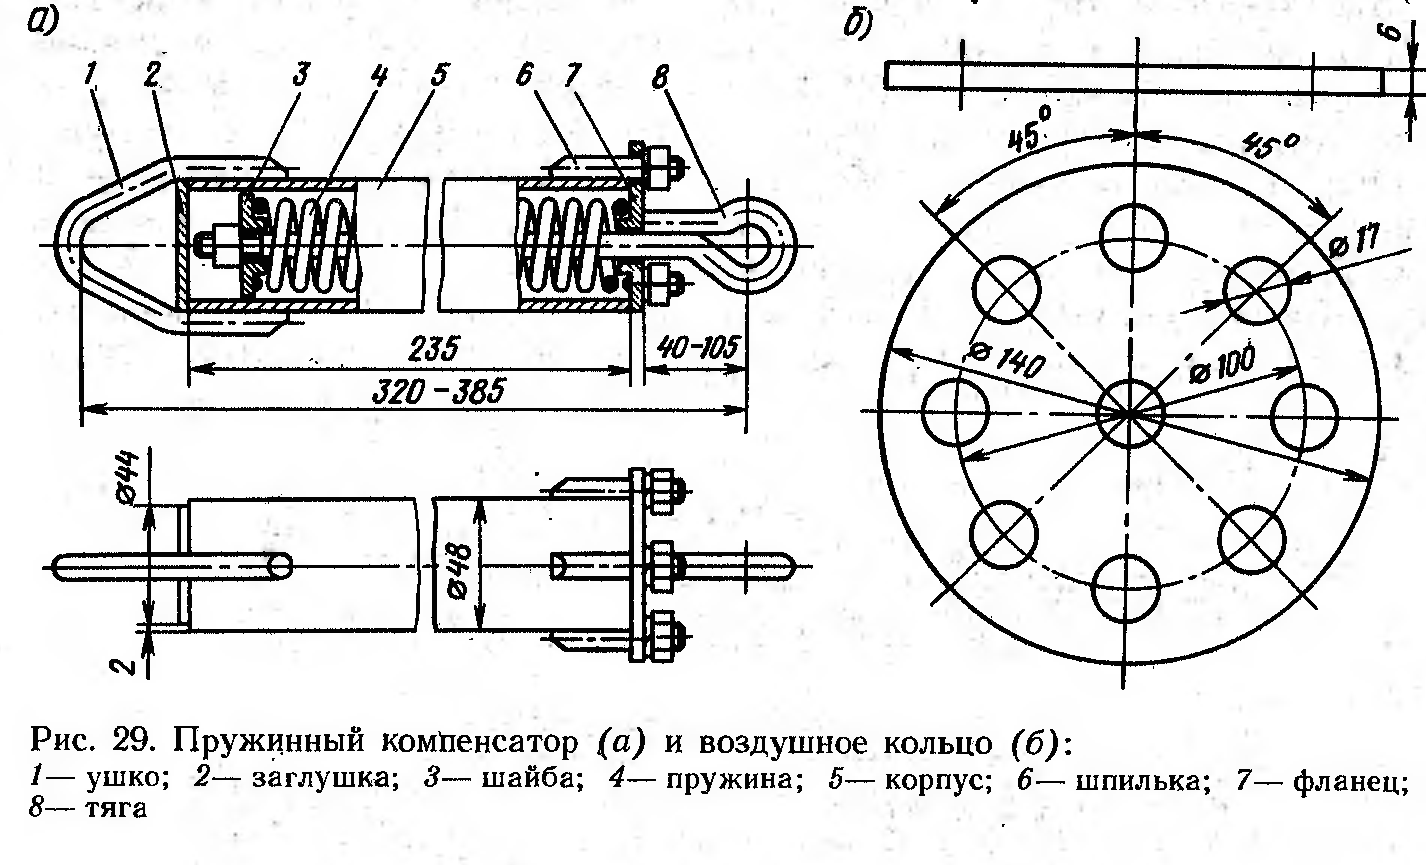 а) б)
1 2 3 4 5 6 7 8
6
45° 45°
ø 17
235 40-105
320-385
ø 140 ø 100
ø44
ø48
2
Рис. 29. Пружинный компенсатор (а) и воздушное кольцо (б):
1— ушко; 2— заглушка; 3— шайба; 4— пружина; 5— корпус; 6— шпилька; 7— фланец;
8— тяга